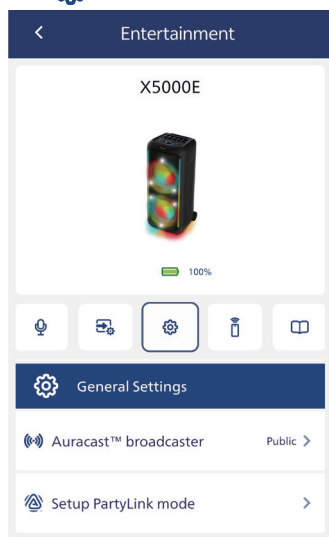 Entertainment
X5000E
100%
General Settings
Auracast™ broadcaster Public
Setup PartyLink mode